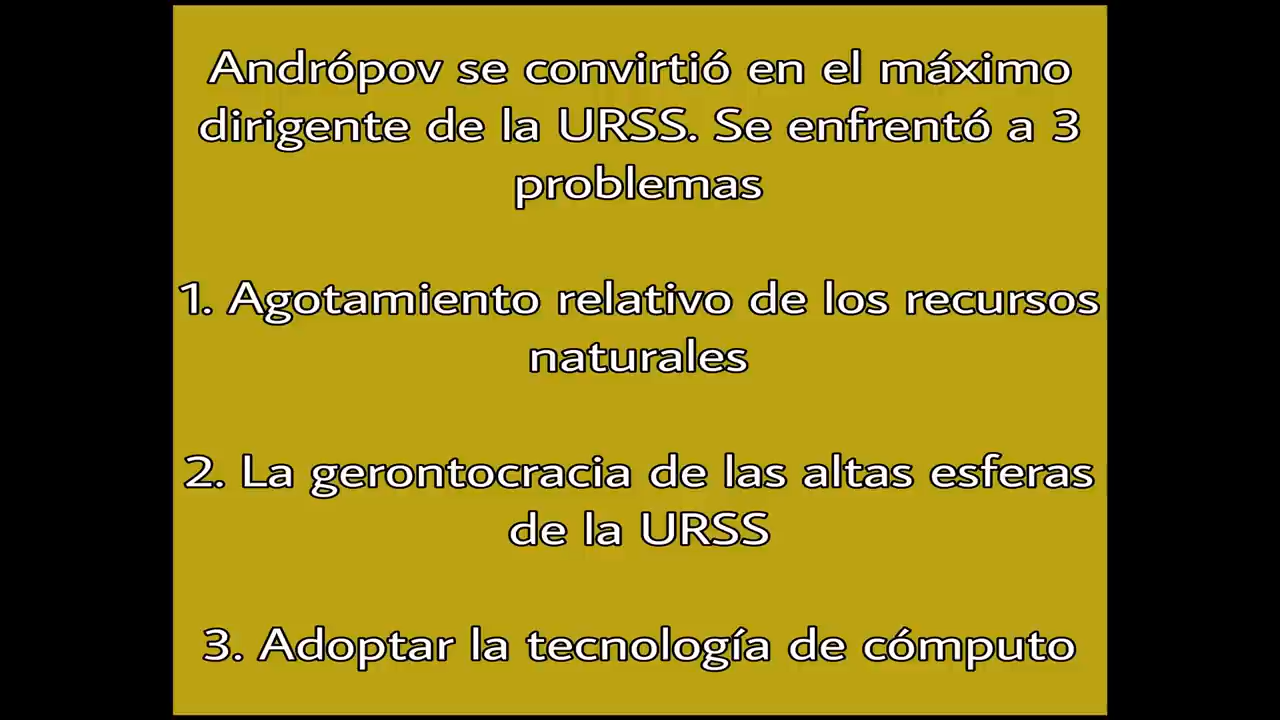 Andrópov se convirtió en el máximo
dirigente de la URSS. Se enfrentó a 3
problemas
1. Agotamiento relativo de los recursos
naturales
2. La gerontocracia de las altas esferas
de la URSS
3. Adoptar la tecnología de cómputo